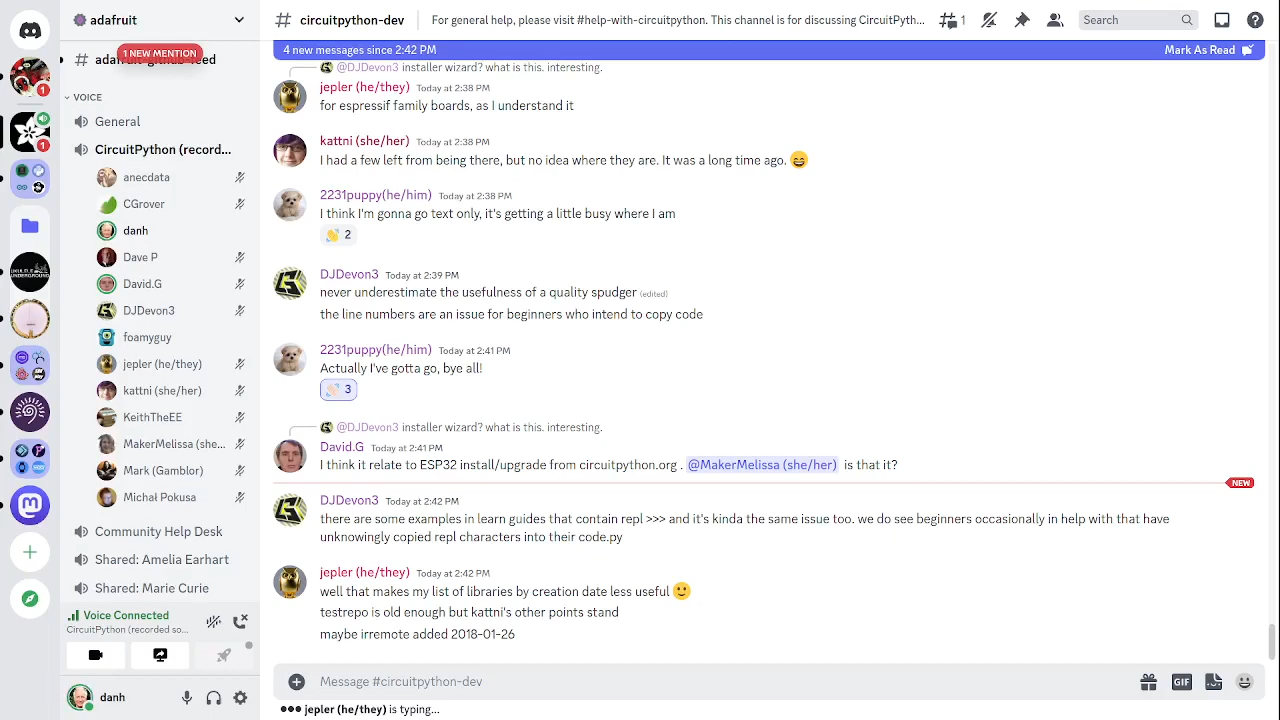 adafruit
# circuitpython-dev
For general help, please visit #help-with-circuitpython. This channel is for discussing CircuitPyth...
1
Search
1 NEW MENTION
VOICE
General
CircuitPython (record...
anecdata
CGrover
danh
Dave P
David.G
DJDevon3
foamyguy
jepler (he/they)
kattni (she/her)
KeithTheEE
MakerMelissa (she...
Mark (Gamblor)
Michał Pokusa
Community Help Desk
Shared: Amelia Earhart
Shared: Marie Curie
Voice Connected
CircuitPython (recorded so...
danh
1
1
4 new messages since 2:42 PM
Mark As Read
@DJDevon3 installer wizard? what is this. interesting.
jepler (he/they) Today at 2:38 PM
for espressif family boards, as I understand it
kattni (she/her) Today at 2:38 PM
I had a few left from being there, but no idea where they are. It was a long time ago. 😄
2231puppy(he/him) Today at 2:38 PM
I think I'm gonna go text only, it's getting a little busy where I am
👋 2
DJDevon3 Today at 2:39 PM
never underestimate the usefulness of a quality spudger (edited)
the line numbers are an issue for beginners who intend to copy code
2231puppy(he/him) Today at 2:41 PM
Actually I've gotta go, bye all!
👋 3
@DJDevon3 installer wizard? what is this. interesting.
David.G Today at 2:41 PM
I think it relate to ESP32 install/upgrade from circuitpython.org . @MakerMelissa (she/her) is that it?
NEW
DJDevon3 Today at 2:42 PM
there are some examples in learn guides that contain repl >>> and it's kinda the same issue too. we do see beginners occasionally in help with that have
unknowingly copied repl characters into their code.py
jepler (he/they) Today at 2:42 PM
well that makes my list of libraries by creation date less useful 🙂
testrepo is old enough but kattni's other points stand
maybe irremote added 2018-01-26
Message #circuitpython-dev
GIF
jepler (he/they) is typing...